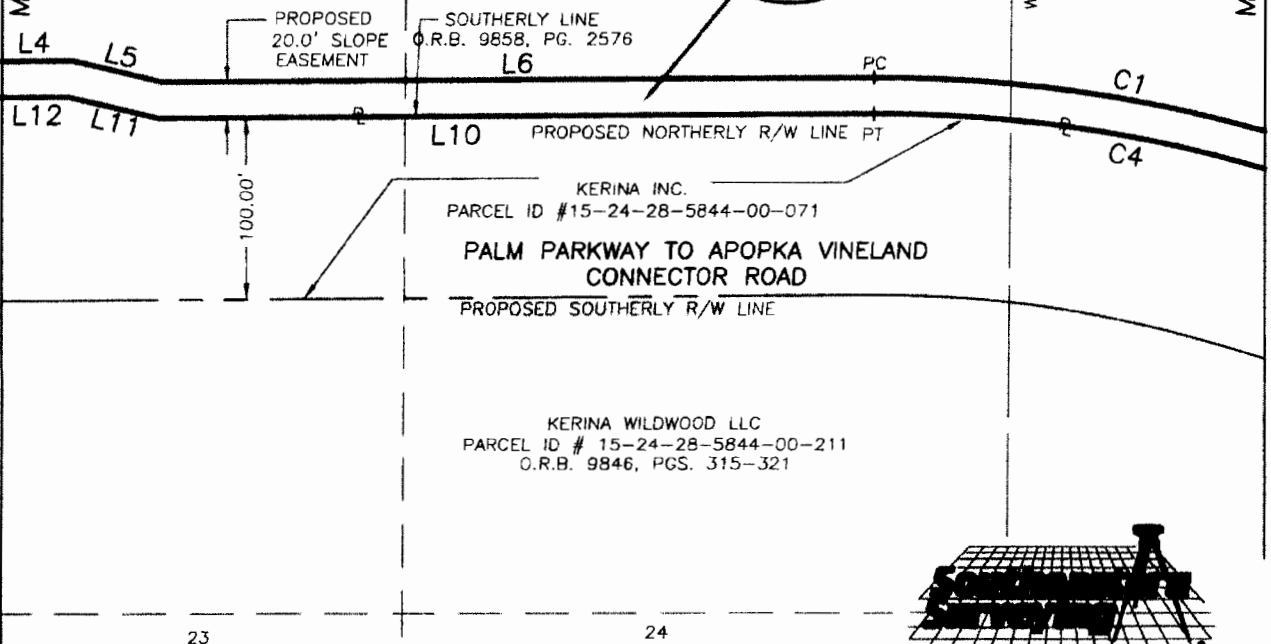 M
W
M
PROPOSED
20.0' SLOPE
EASEMENT
SOUTHERLY LINE
O.R.B. 9858, PG. 2576
L4
L5
L6
PC
C1
L12
L11
L10
PROPOSED NORTHERLY R/W LINE
PT
C4
100.00'
KERINA INC.
PARCEL ID #15-24-28-5844-00-071
PALM PARKWAY TO APOPKA VINELAND
CONNECTOR ROAD
PROPOSED SOUTHERLY R/W LINE
KERINA WILDWOOD LLC
PARCEL ID # 15-24-28-5844-00-211
O.R.B. 9846, PGS. 315-321
23
24
Surveying